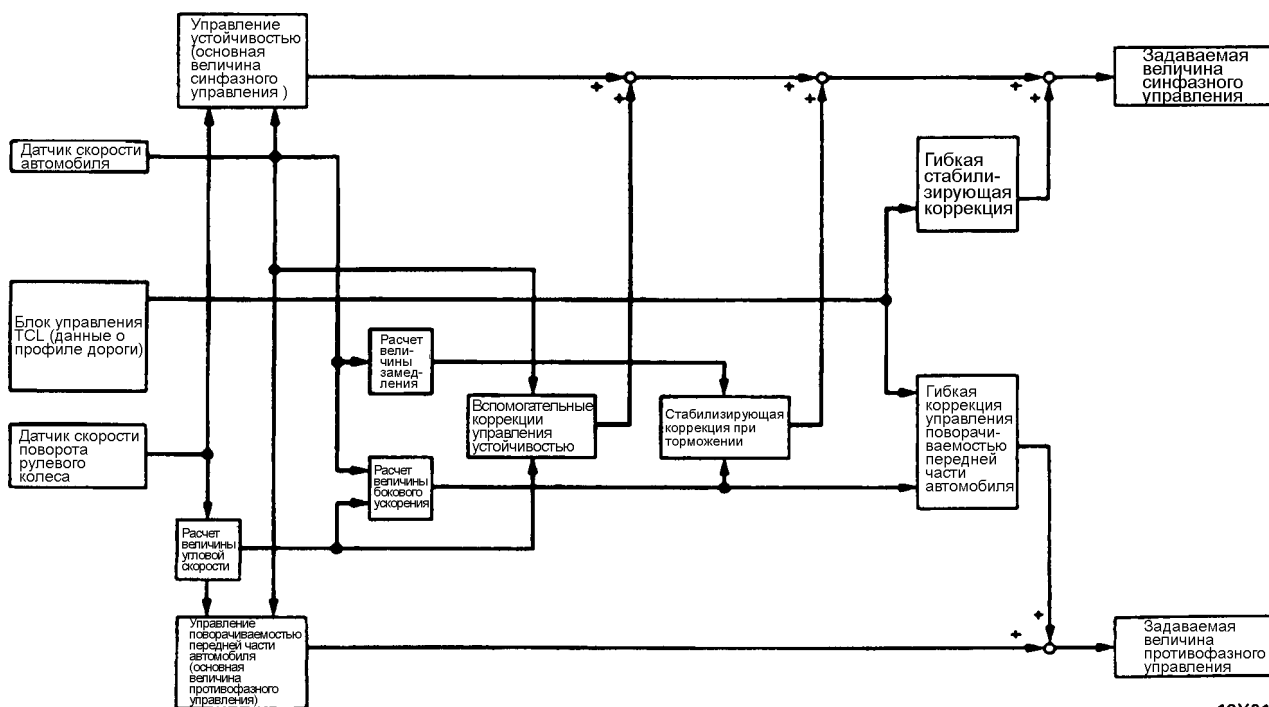 Управление
устойчивостью
(основная
величина
синфазного
управления )
Задаваемая
величина
синфазного
управления
+
+
+
+
+
+
Датчик скорости
автомобиля
Гибкая
стабили-
зирующая
коррекция
Блок управления
TCL (данные о
профиле дороги)
Расчет
вели-
чины
замед-
ления
Вспомогательные
коррекции
управления
устойчивостью
Стабилизирующая
коррекция при
торможении
Гибкая
коррекция
управления
поворачи-
ваемостью
передней
части
автомобиля
Датчик скорости
поворота
рулевого
колеса
Расчет
величины
бокового
ускорения
Расчет
величины
угловой
скорости
Управление
поворачиваемостью
передней части
автомобиля
(основная
величина
противофазного
управления)
+
+
Задаваемая
величина
противофазного
управления